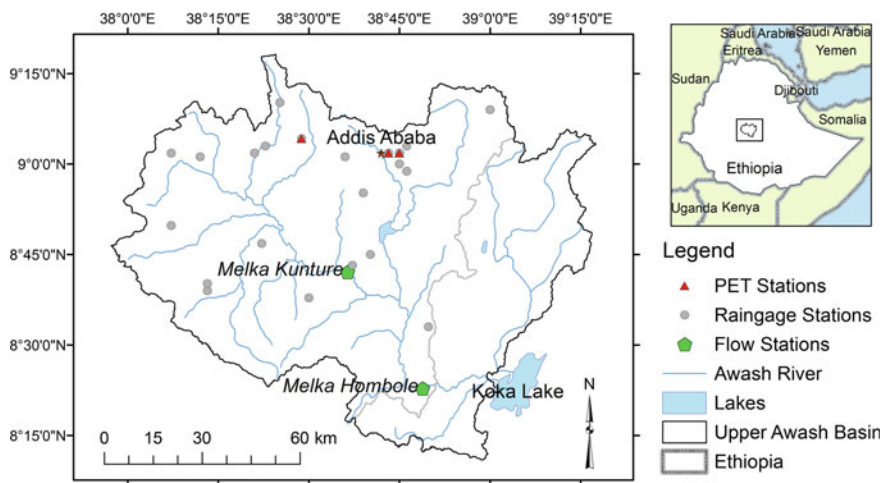 38°0'0"E 38°15'0"E 38°30'0"E 38°45'0"E 39°0'0"E 39°15'0"E
9°15'0"N
9°0'0"N
8°45'0"N
8°30'0"N
8°15'0"N
Addis Ababa
Melka Kunture
Melka Hombole
Koka Lake
N
0 15 30 60 km
Saudi Arabia
Saudi Arabia
Eritrea
Yemen
Sudan
Djibouti
Somalia
Ethiopia
Uganda
Kenya
Legend
PET Stations
Raingage Stations
Flow Stations
Awash River
Lakes
Upper Awash Basin
Ethiopia